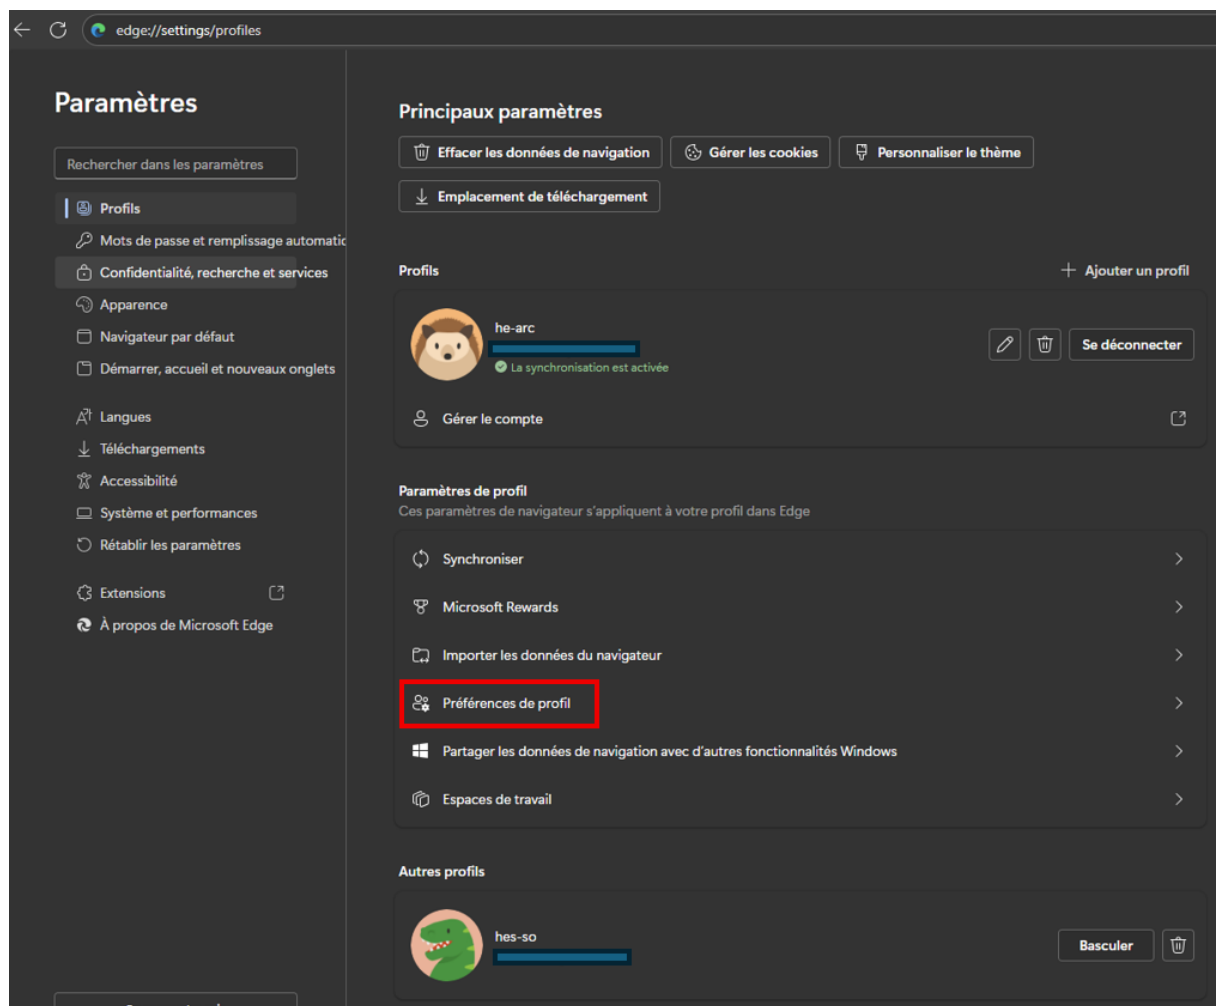 edge://settings/profiles
Paramètres
Rechercher dans les paramètres
Profils
Mots de passe et remplissage automatic
Confidentialité, recherche et services
Apparence
Navigateur par défaut
Démarrer, accueil et nouveaux onglets
Langues
Téléchargements
Accessibilité
Système et performances
Rétablir les paramètres
Extensions
À propos de Microsoft Edge
Principaux paramètres
Effacer les données de navigation
Gérer les cookies
Personnaliser le thème
Emplacement de téléchargement
Profils
Ajouter un profil
he-arc
La synchronisation est activée
Se déconnecter
Gérer le compte
Paramètres de profil
Ces paramètres de navigateur s'appliquent à votre profil dans Edge
Synchroniser
Microsoft Rewards
Importer les données du navigateur
Préférences de profil
Partager les données de navigation avec d'autres fonctionnalités Windows
Espaces de travail
Autres profils
hes-so
Basculer